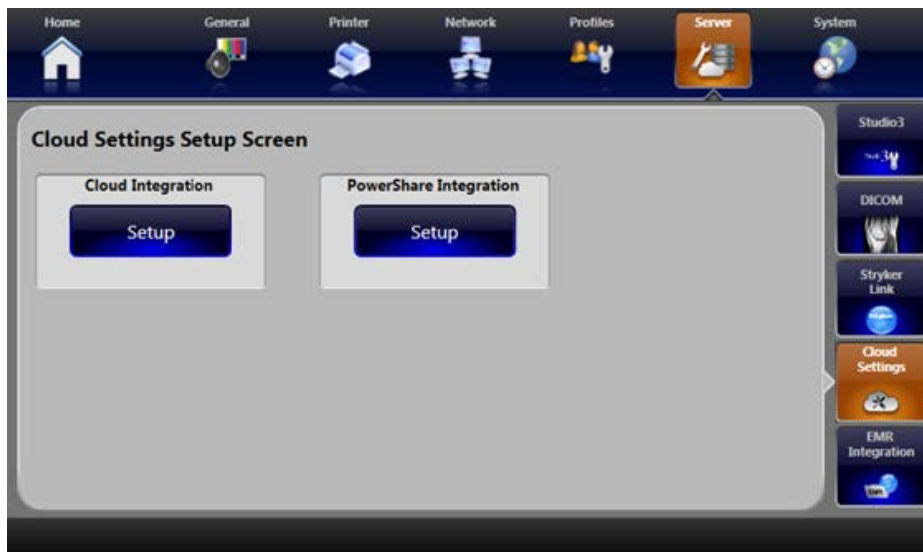 Home General Printer Network Profiles Server System
Cloud Settings Setup Screen
Cloud Integration
Setup
PowerShare Integration
Setup
Studio3
DICOM
Stryker
Link
Cloud
Settings
EMR
Integration